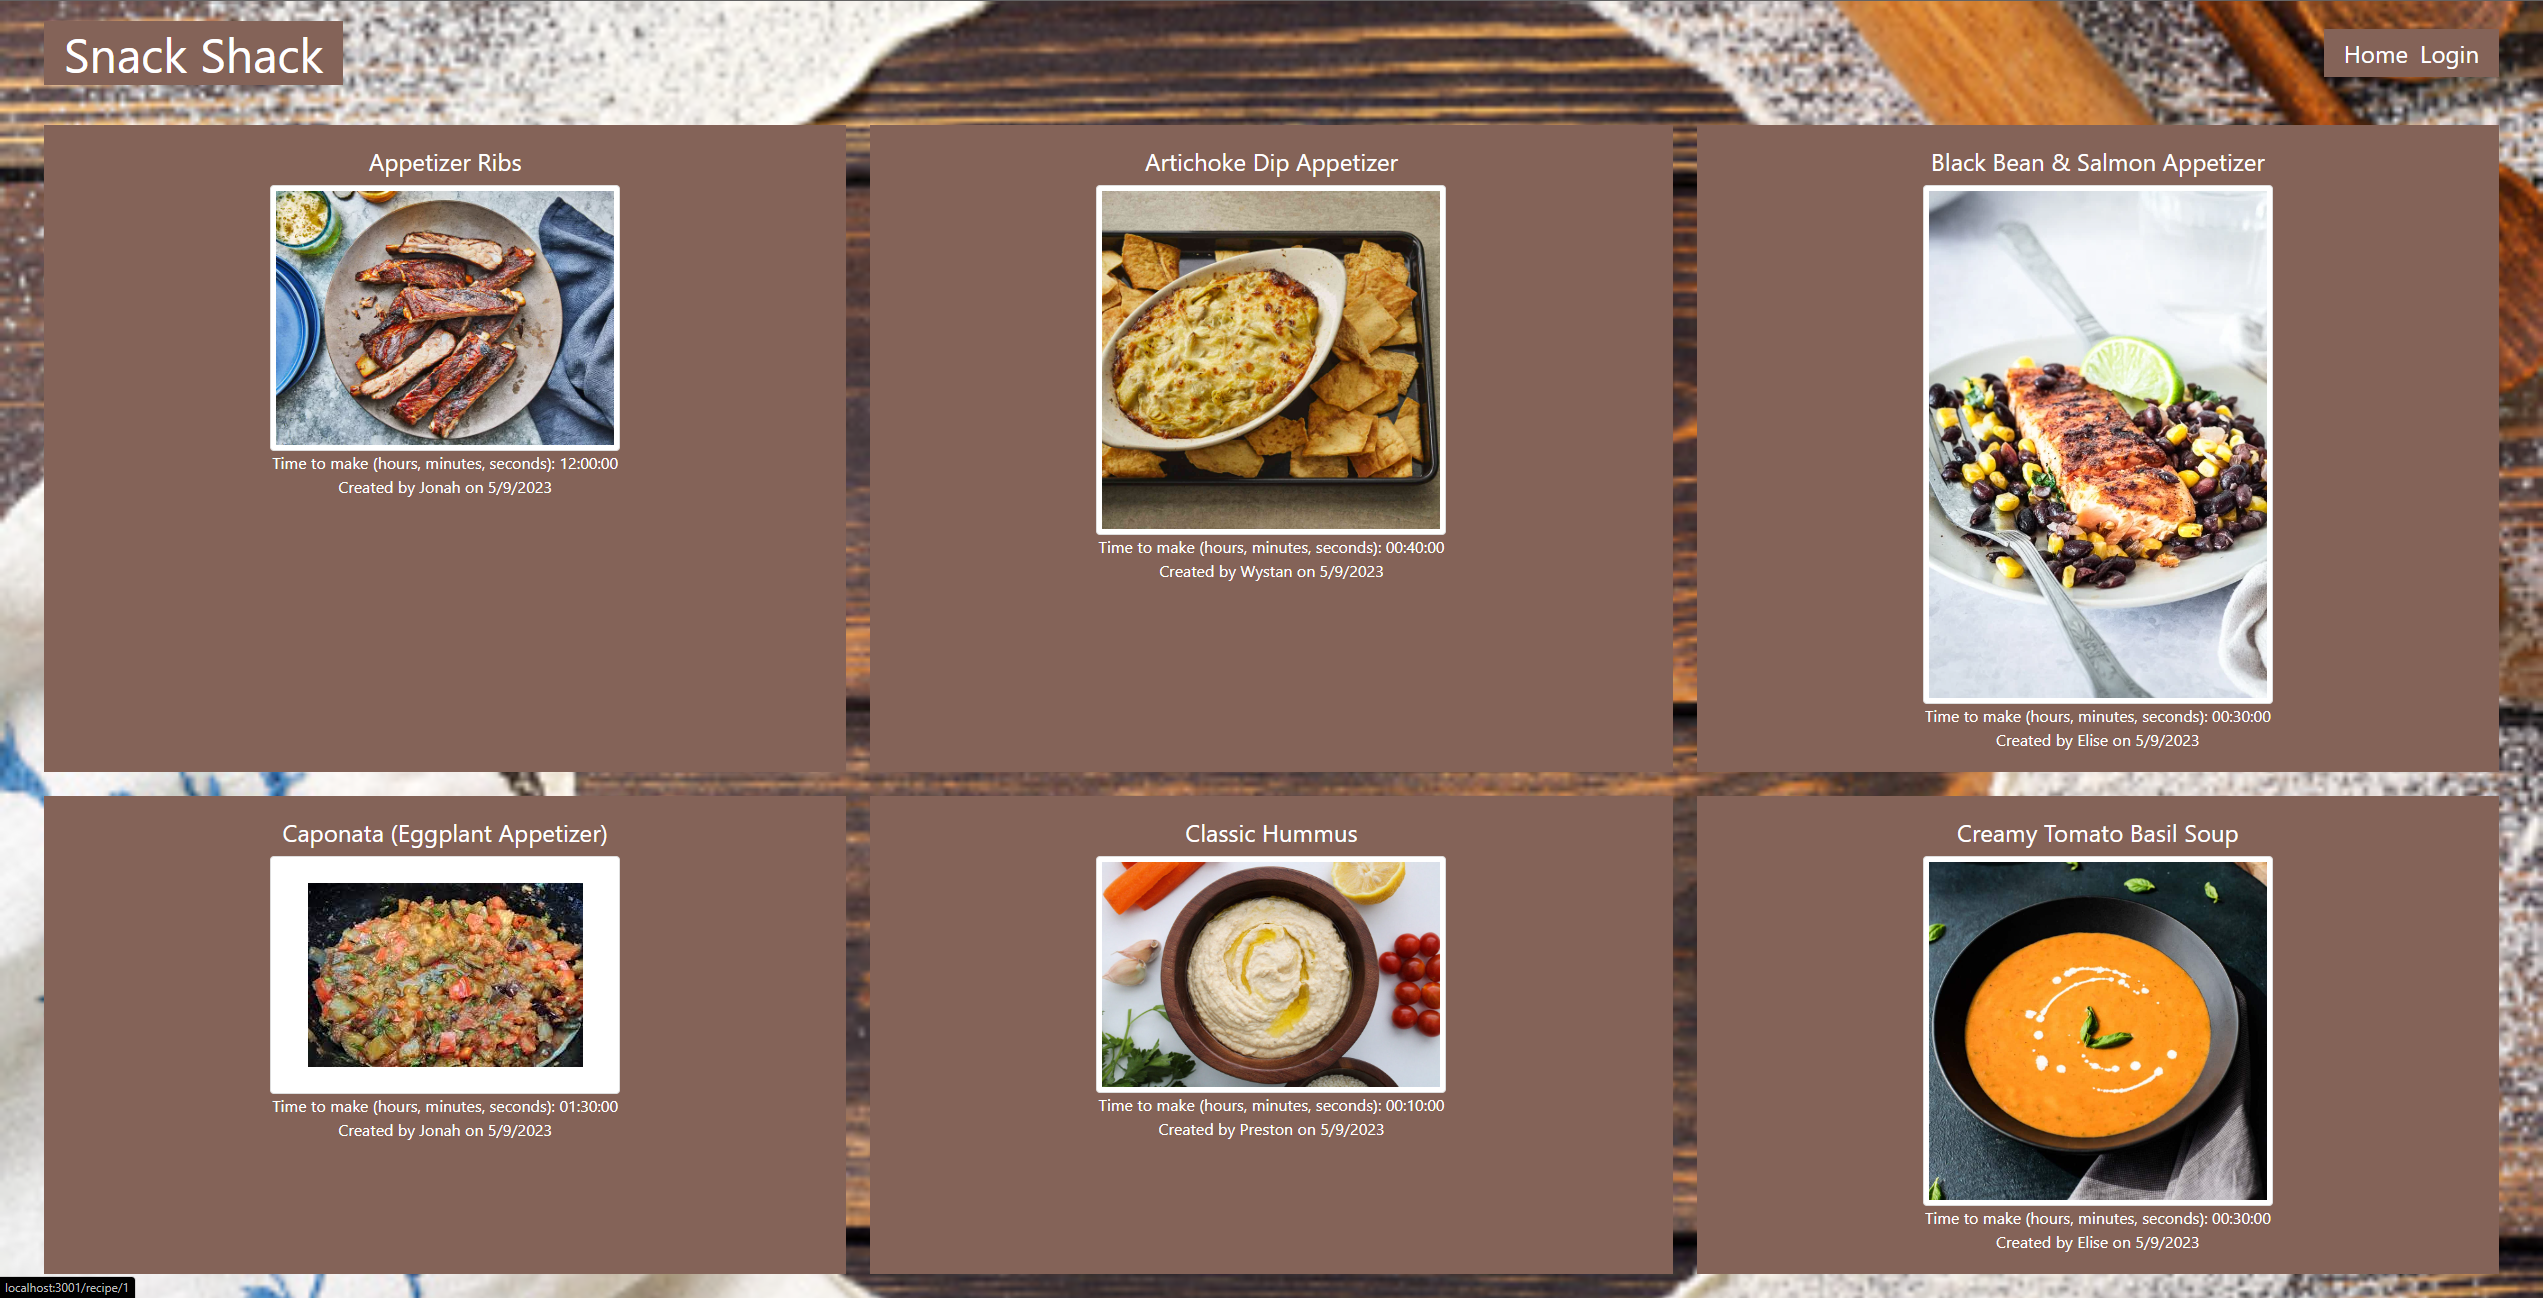 Snack Shack
Home Login
Appetizer Ribs
Time to make (hours, minutes, seconds): 12:00:00
Created by Jonah on 5/9/2023
Artichoke Dip Appetizer
Time to make (hours, minutes, seconds): 00:40:00
Created by Wystan on 5/9/2023
Black Bean & Salmon Appetizer
Time to make (hours, minutes, seconds): 00:30:00
Created by Elise on 5/9/2023
Caponata (Eggplant Appetizer)
Time to make (hours, minutes, seconds): 01:30:00
Created by Jonah on 5/9/2023
Classic Hummus
Time to make (hours, minutes, seconds): 00:10:00
Created by Preston on 5/9/2023
Creamy Tomato Basil Soup
Time to make (hours, minutes, seconds): 00:30:00
Created by Elise on 5/9/2023
localhost:3001/recipe/1